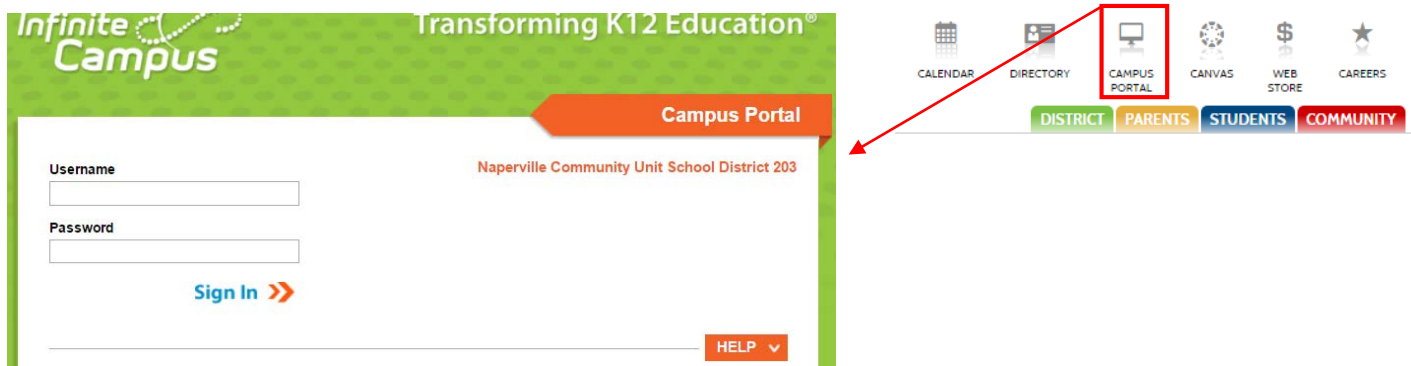 Infinite
Campus
Transforming K12 Education®
Campus Portal
Naperville Community Unit School District 203
Username
Password
Sign In
HELP
CALENDAR
DIRECTORY
CAMPUS
PORTAL
CANVAS
WEB
STORE
CAREERS
DISTRICT
PARENTS
STUDENTS
COMMUNITY